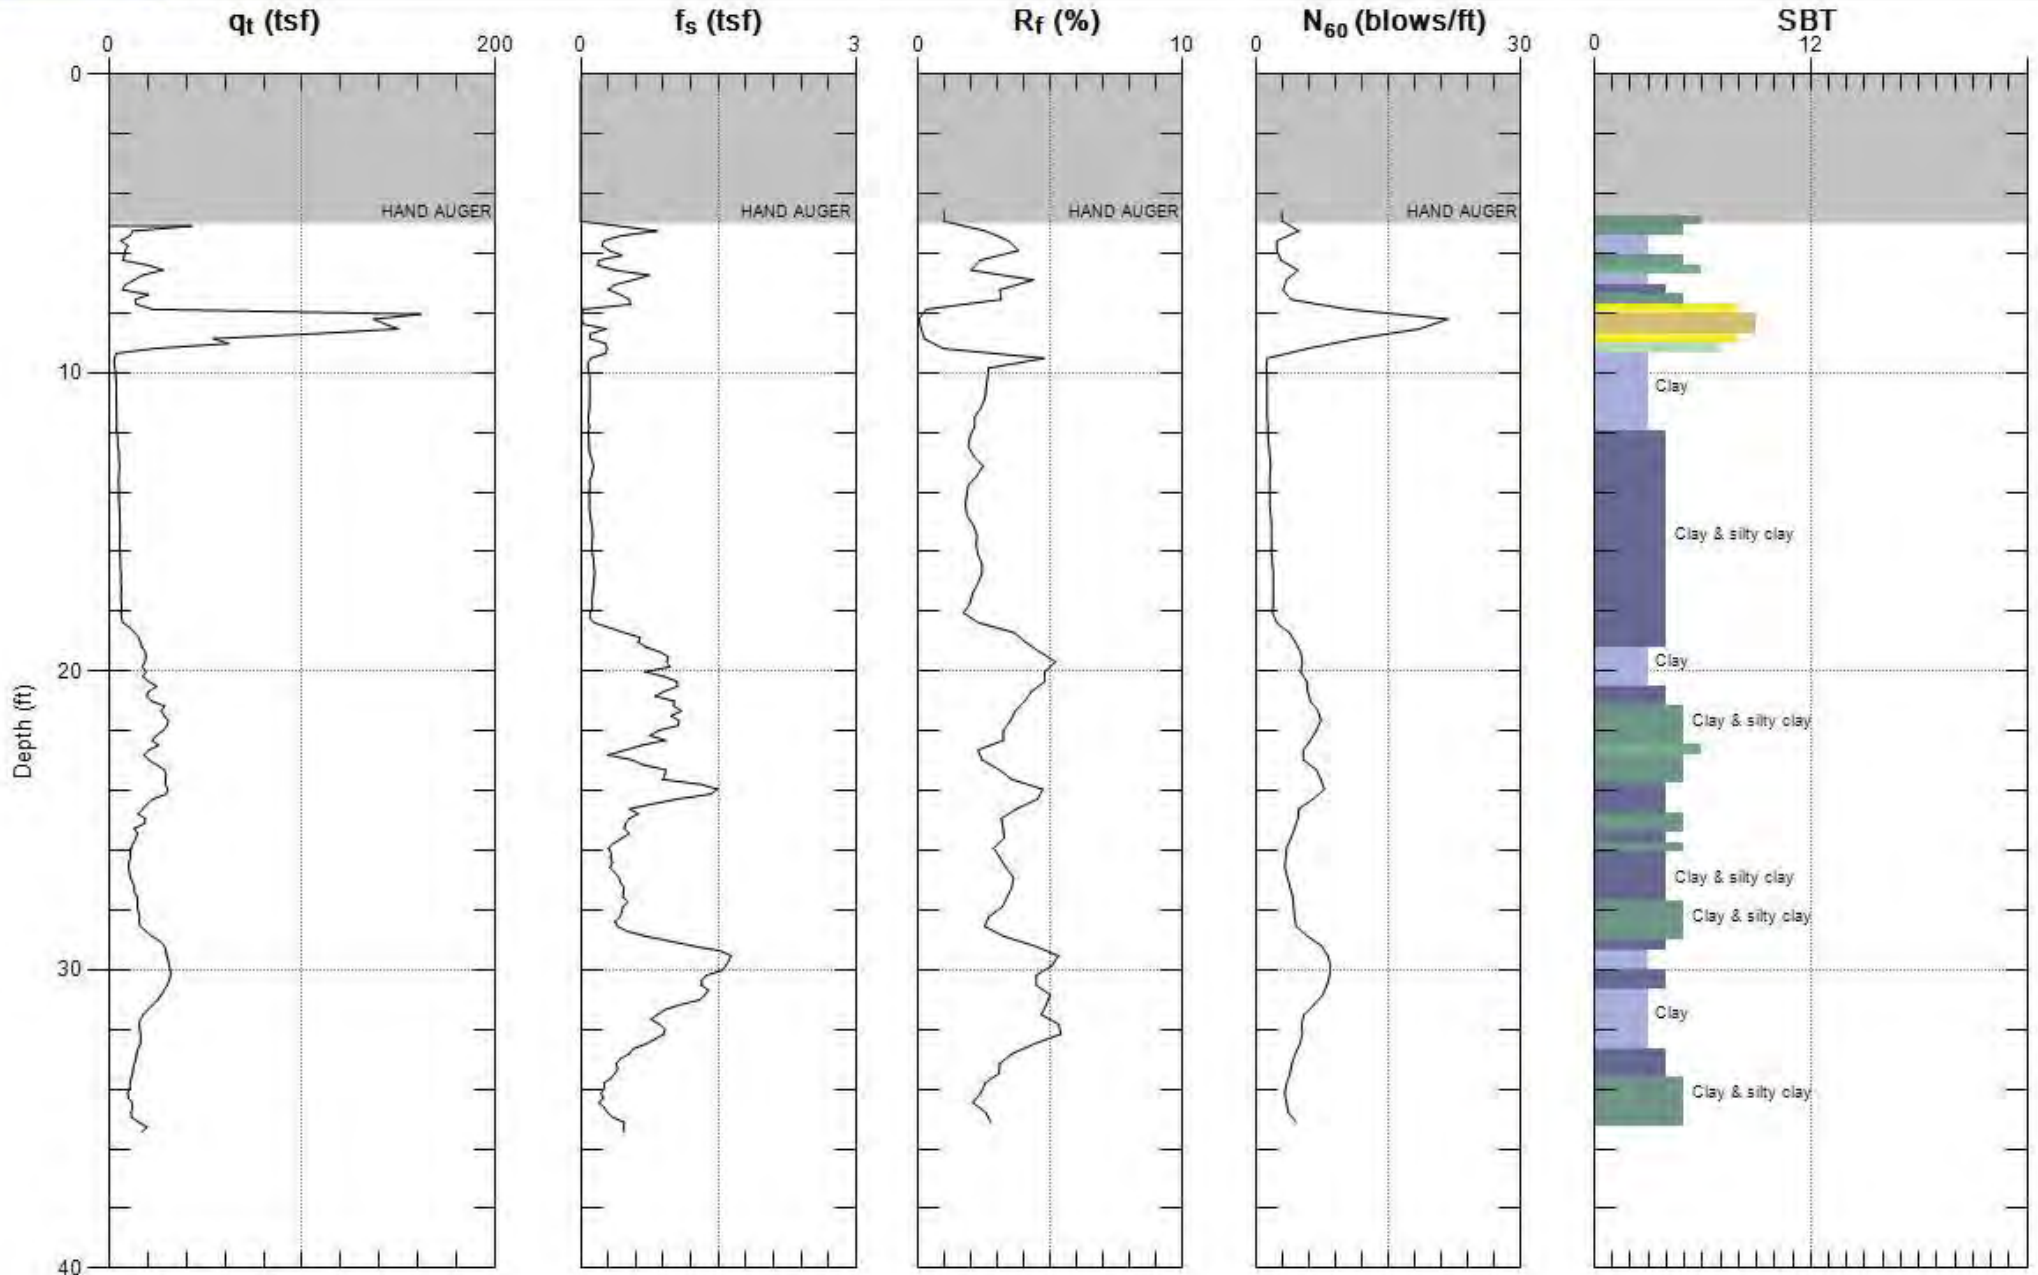 qt (tsf)
fs (tsf)
Rf (%)
N60 (blows/ft)
SBT
0 200
0 3
0 10
0 30
0 12
0
HAND AUGER
HAND AUGER
HAND AUGER
HAND AUGER
10
Clay
Clay & silty clay
Clay
20
Clay & silty clay
Depth (ft)
Clay & silty clay
Clay & silty clay
30
Clay
Clay & silty clay
40